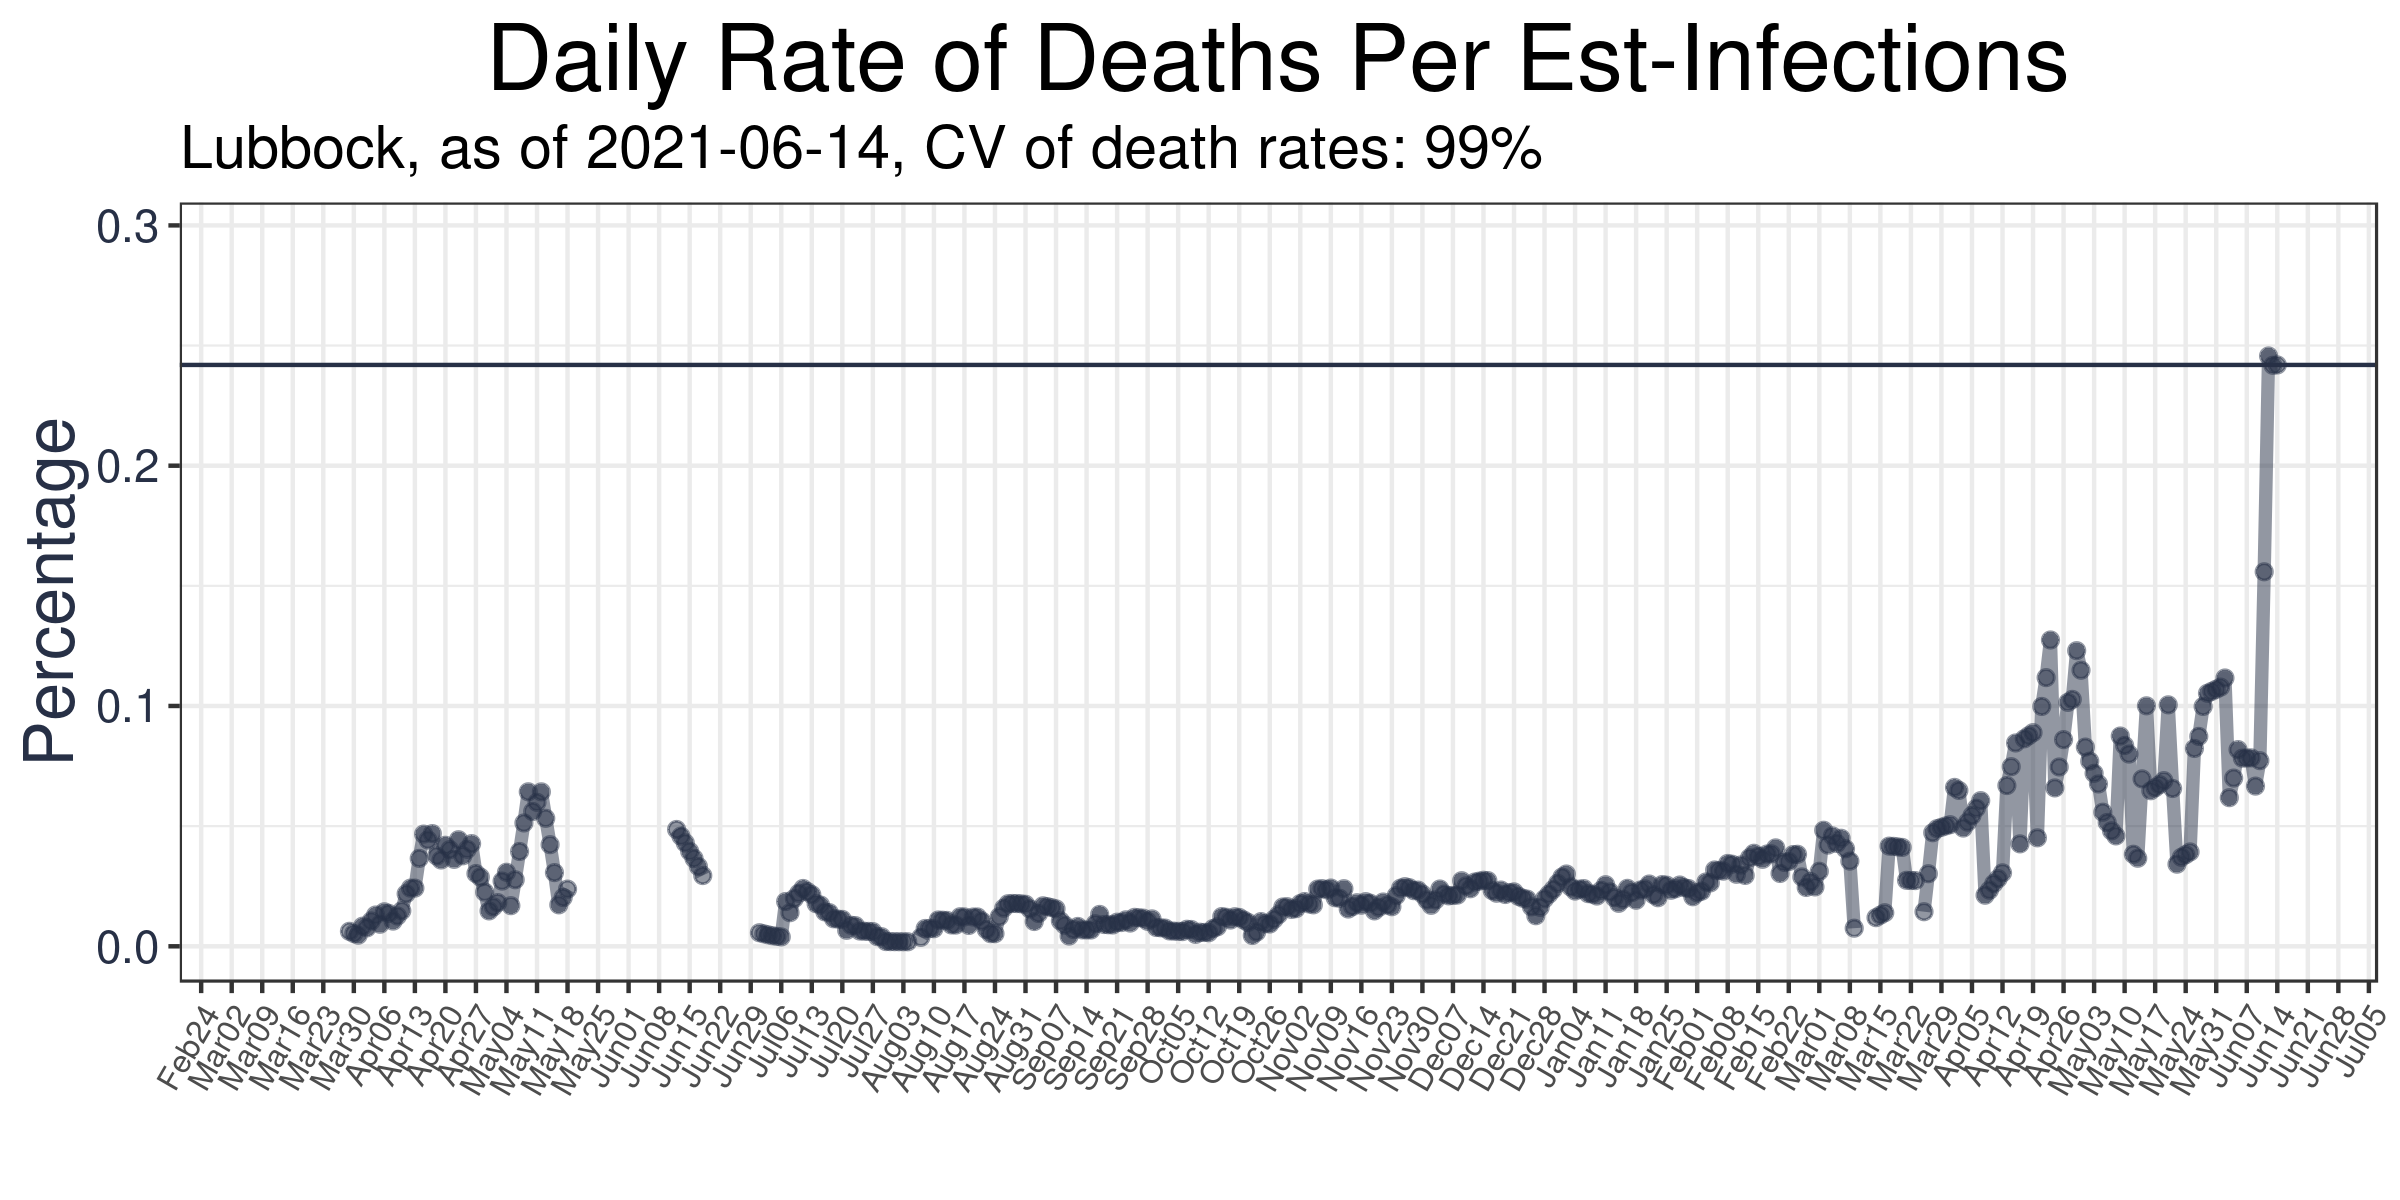 Daily Rate of Deaths Per Est-Infections
Lubbock, as of 2021-06-14, CV of death rates: 99%
Percentage
0.3
0.2
0.1
0.0
Feb24
Mar02
Mar09
Mar16
Mar23
Mar30
Apr06
Apr13
Apr20
Apr27
May04
May11
May18
May25
Jun01
Jun08
Jun15
Jun22
Jun29
Jul06
Jul13
Jul20
Jul27
Aug03
Aug10
Aug17
Aug24
Aug31
Sep07
Sep14
Sep21
Sep28
Oct05
Oct12
Oct19
Oct26
Nov02
Nov09
Nov16
Nov23
Nov30
Dec07
Dec14
Dec21
Dec28
Jan04
Jan11
Jan18
Jan25
Feb01
Feb08
Feb15
Feb22
Mar01
Mar08
Mar15
Mar22
Mar29
Apr05
Apr12
Apr19
Apr26
May03
May10
May17
May24
May31
Jun07
Jun14
Jun21
Jun28
Jul05